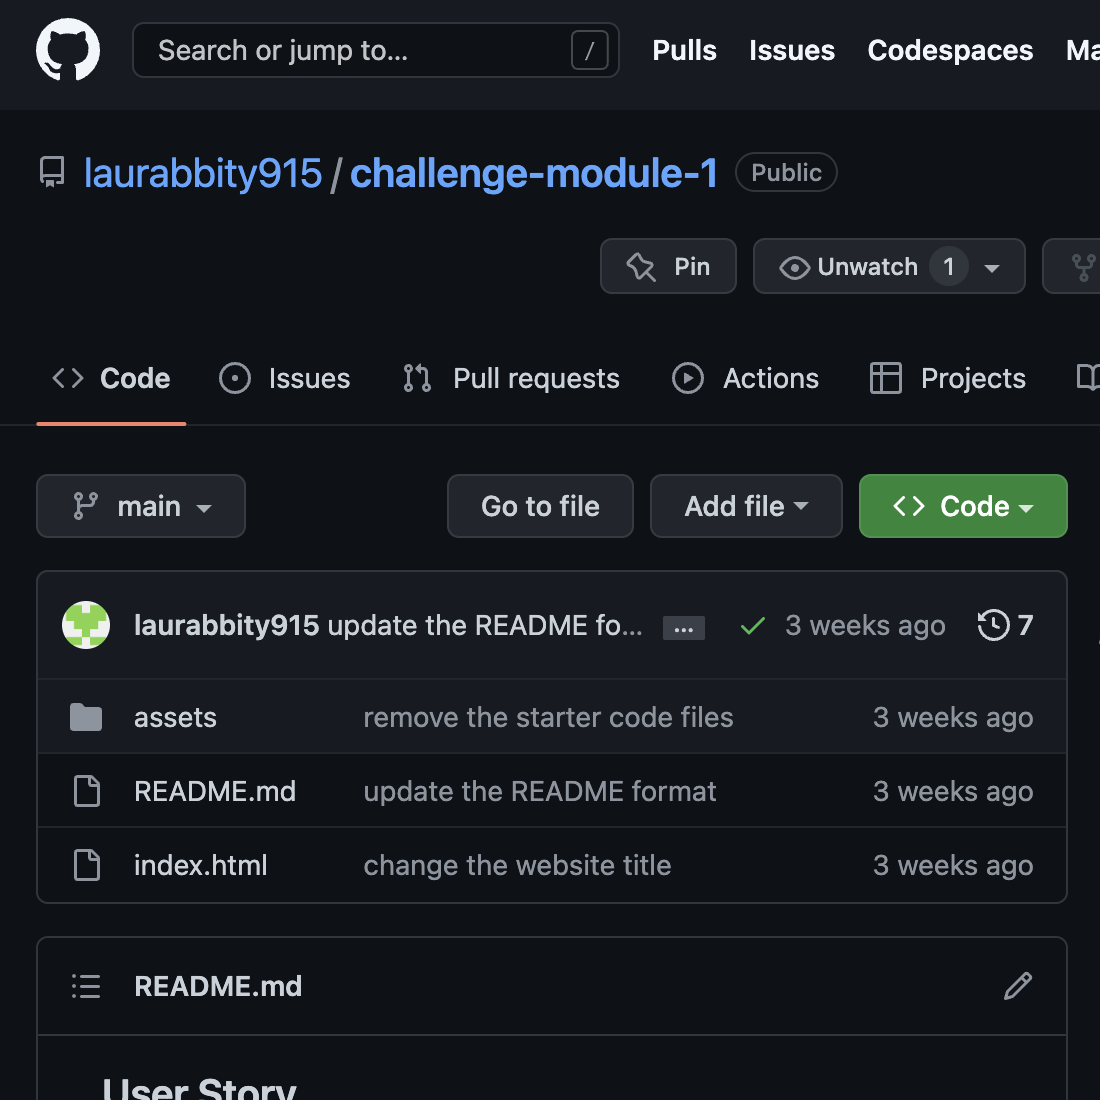 Search or jump to... / Pulls Issues Codespaces Ma
laurabbity915 / challenge-module-1 Public
Pin Unwatch 1
Code Issues Pull requests Actions Projects
main Go to file Add file Code
laurabbity915 update the README fo... ... 3 weeks ago 7
assets remove the starter code files 3 weeks ago
README.md update the README format 3 weeks ago
index.html change the website title 3 weeks ago
README.md
User Story